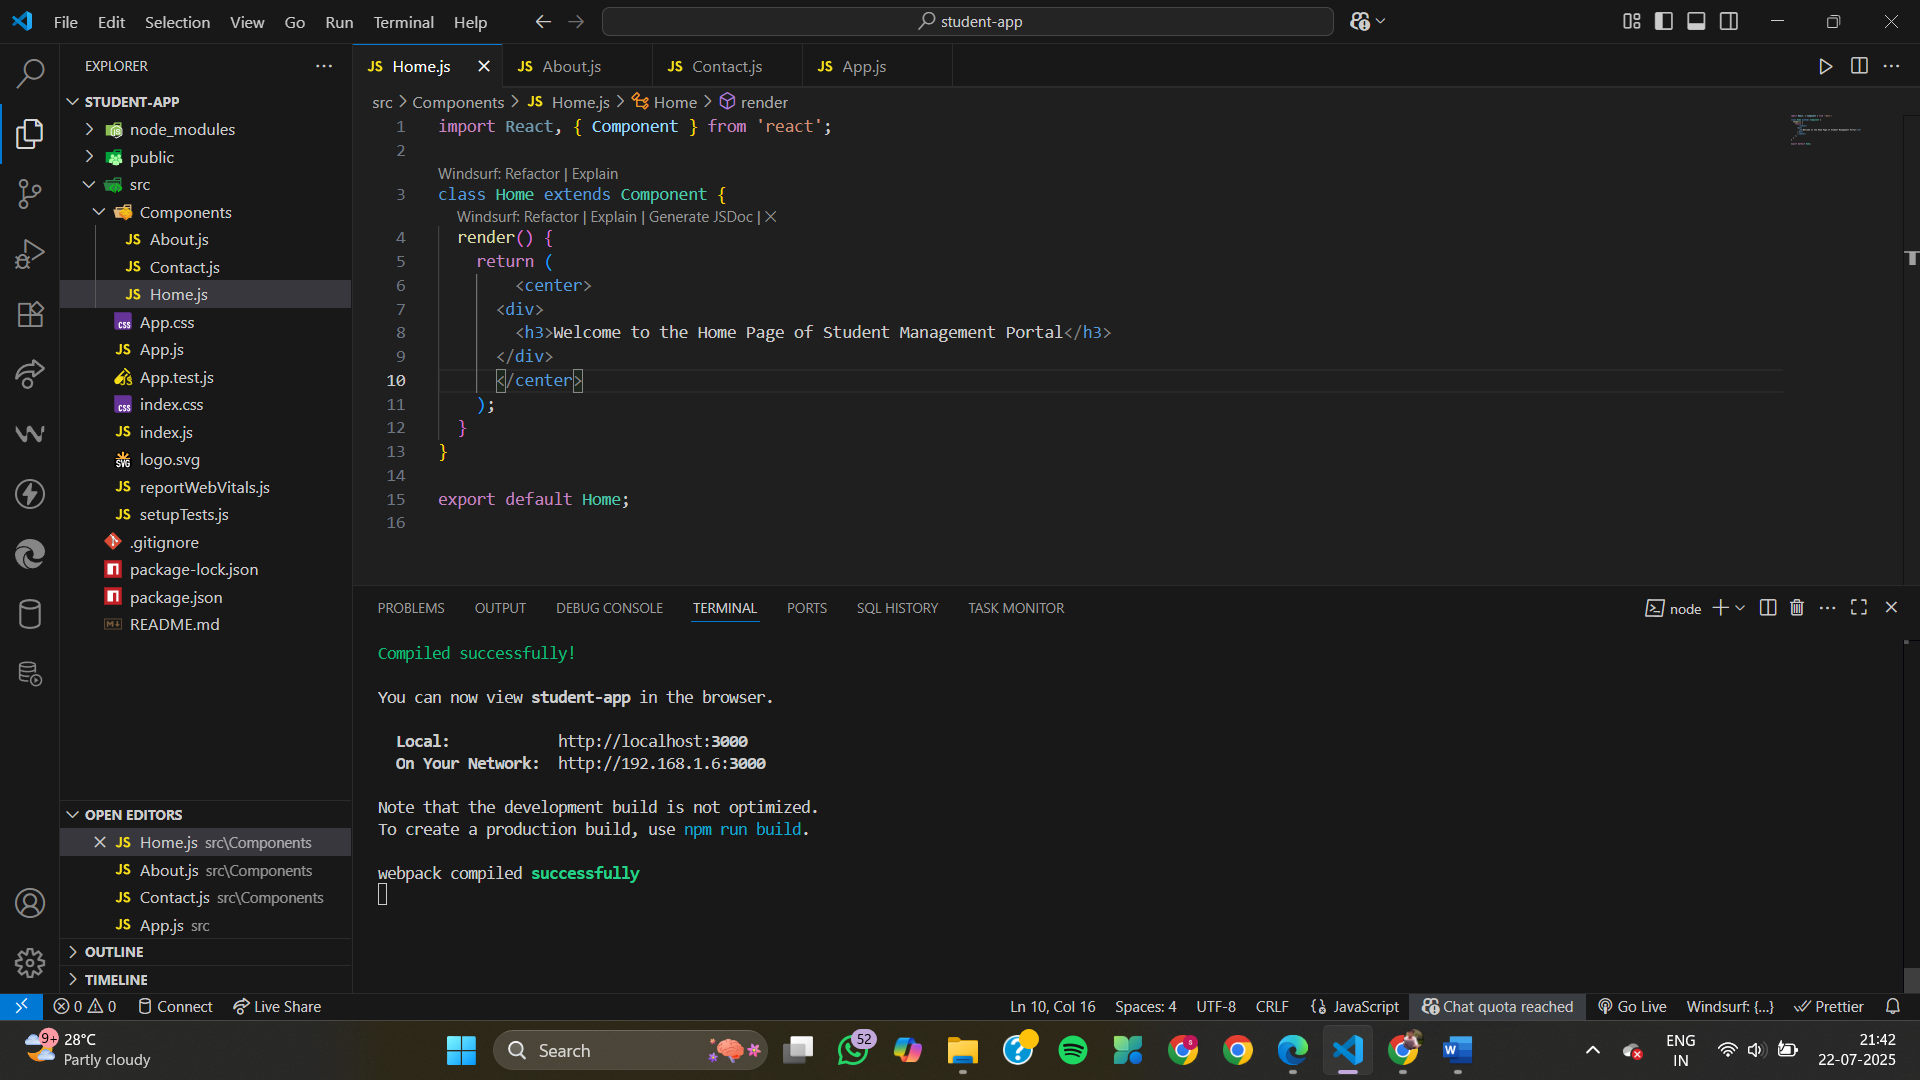 File Edit Selection View Go Run Terminal Help
student-app
EXPLORER
STUDENT-APP
node_modules
public
src
Components
JS About.js
JS Contact.js
JS Home.js
css App.css
JS App.js
App.test.js
css index.css
JS index.js
SVG logo.svg
JS reportWebVitals.js
JS setupTests.js
.gitignore
package-lock.json
package.json
README.md
OPEN EDITORS
JS Home.js src\Components
JS About.js src\Components
JS Contact.js src\Components
JS App.js src
OUTLINE
TIMELINE
JS Home.js JS About.js JS Contact.js JS App.js
src > Components > JS Home.js > Home > render
1 import React, { Component } from 'react';
2
Windsurf: Refactor | Explain
3 class Home extends Component {
Windsurf: Refactor | Explain | Generate JSDoc | X
4 render() {
5 return (
6 <center>
7 <div>
8 <h3>Welcome to the Home Page of Student Management Portal</h3>
9 </div>
10 </center>
11 );
12 }
13 }
14
15 export default Home;
16
PROBLEMS OUTPUT DEBUG CONSOLE TERMINAL PORTS SQL HISTORY TASK MONITOR
node
Compiled successfully!
You can now view student-app in the browser.
Local: http://localhost:3000
On Your Network: http://192.168.1.6:3000
Note that the development build is not optimized.
To create a production build, use npm run build.
webpack compiled successfully
0 0 Connect Live Share
Ln 10, Col 16 Spaces: 4 UTF-8 CRLF {} JavaScript Chat quota reached Go Live Windsurf: {...} Prettier
9+ 28°C
Partly cloudy
Search
52
ENG
IN
21:42
22-07-2025